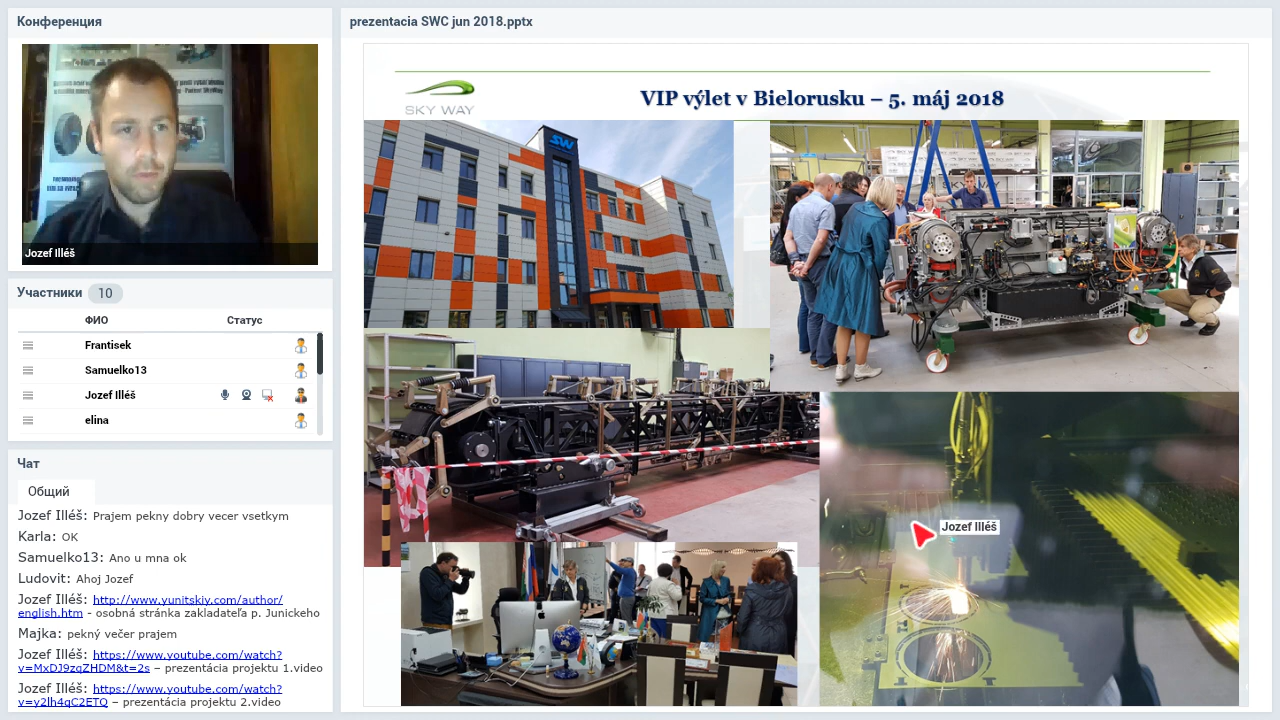 Конференция
Jozef Illéš
Участники 10
ФИО Статус
Frantisek
Samuelko13
Jozef Illéš
elina
Чат
Общий
Jozef Illéš: Prajem pekny dobry vecer vsetkym
Karla: OK
Samuelko13: Ano u mna ok
Ludovit: Ahoj Jozef
Jozef Illéš: http://www.yunitskiy.com/author/
english.htm - osobná stránka zakladateľa p. Junickeho
Majka: pekný večer prajem
Jozef Illéš: https://www.youtube.com/watch?
v=MxDJ9zqZHDM&t=2s – prezentácia projektu 1.video
Jozef Illéš: https://www.youtube.com/watch?
v=y2lh4qC2ETQ – prezentácia projektu 2.video
prezentacia SWC jun 2018.pptx
SKY WAY
VIP výlet v Bielorusku – 5. máj 2018
SW
SKY WAY
Jozef Illéš